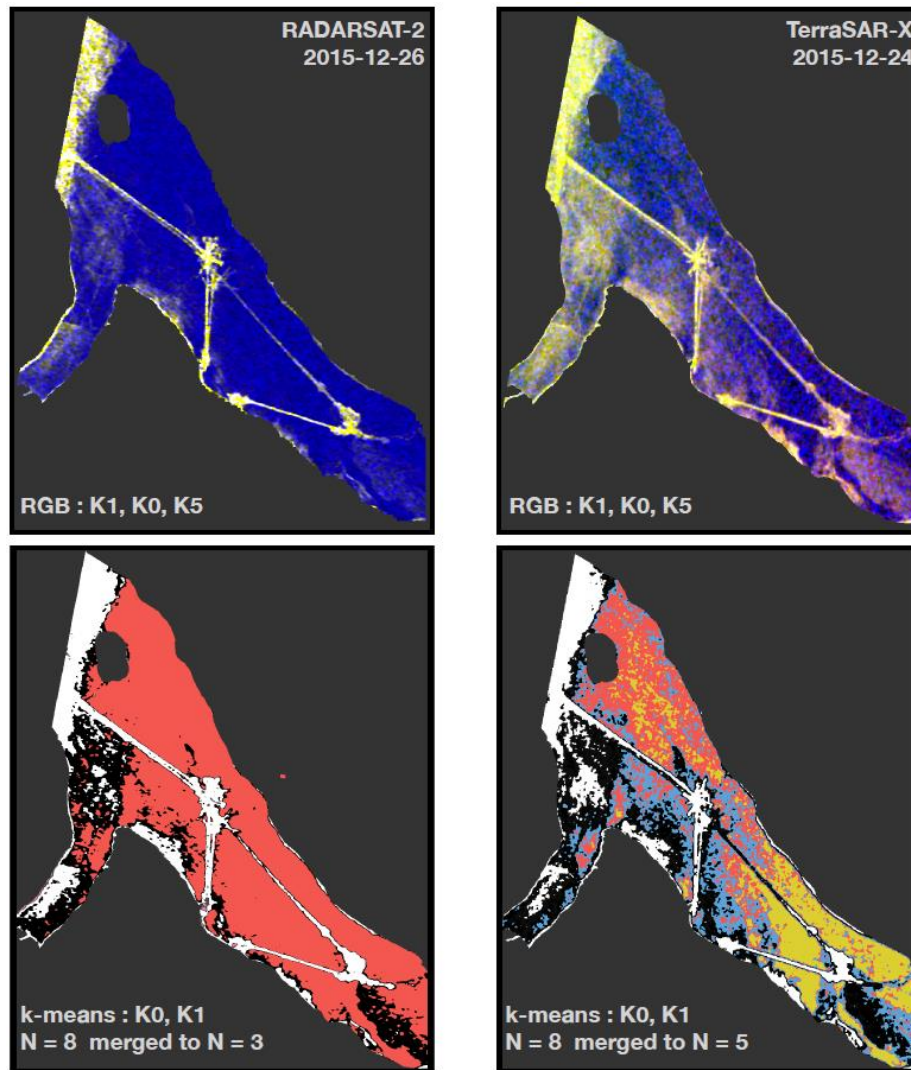 RADARSAT-2
2015-12-26
RGB : K1, K0, K5
TerraSAR-X
2015-12-24
RGB : K1, K0, K5
k-means : K0, K1
N = 8 merged to N = 3
k-means : K0, K1
N = 8 merged to N = 5